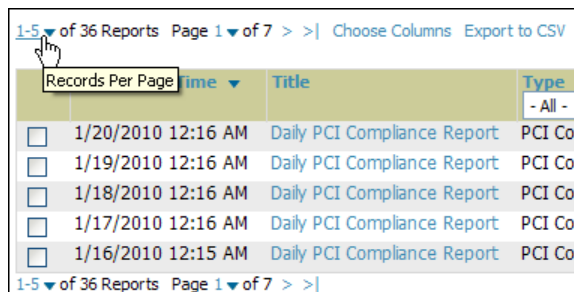 1-5 of 36 Reports Page 1 of 7 > >| Choose Columns Export to CSV
Records Per Page
Time Title Type
- All -
1/20/2010 12:16 AM Daily PCI Compliance Report PCI Co
1/19/2010 12:16 AM Daily PCI Compliance Report PCI Co
1/18/2010 12:16 AM Daily PCI Compliance Report PCI Co
1/17/2010 12:16 AM Daily PCI Compliance Report PCI Co
1/16/2010 12:15 AM Daily PCI Compliance Report PCI Co
1-5 of 36 Reports Page 1 of 7 > >|